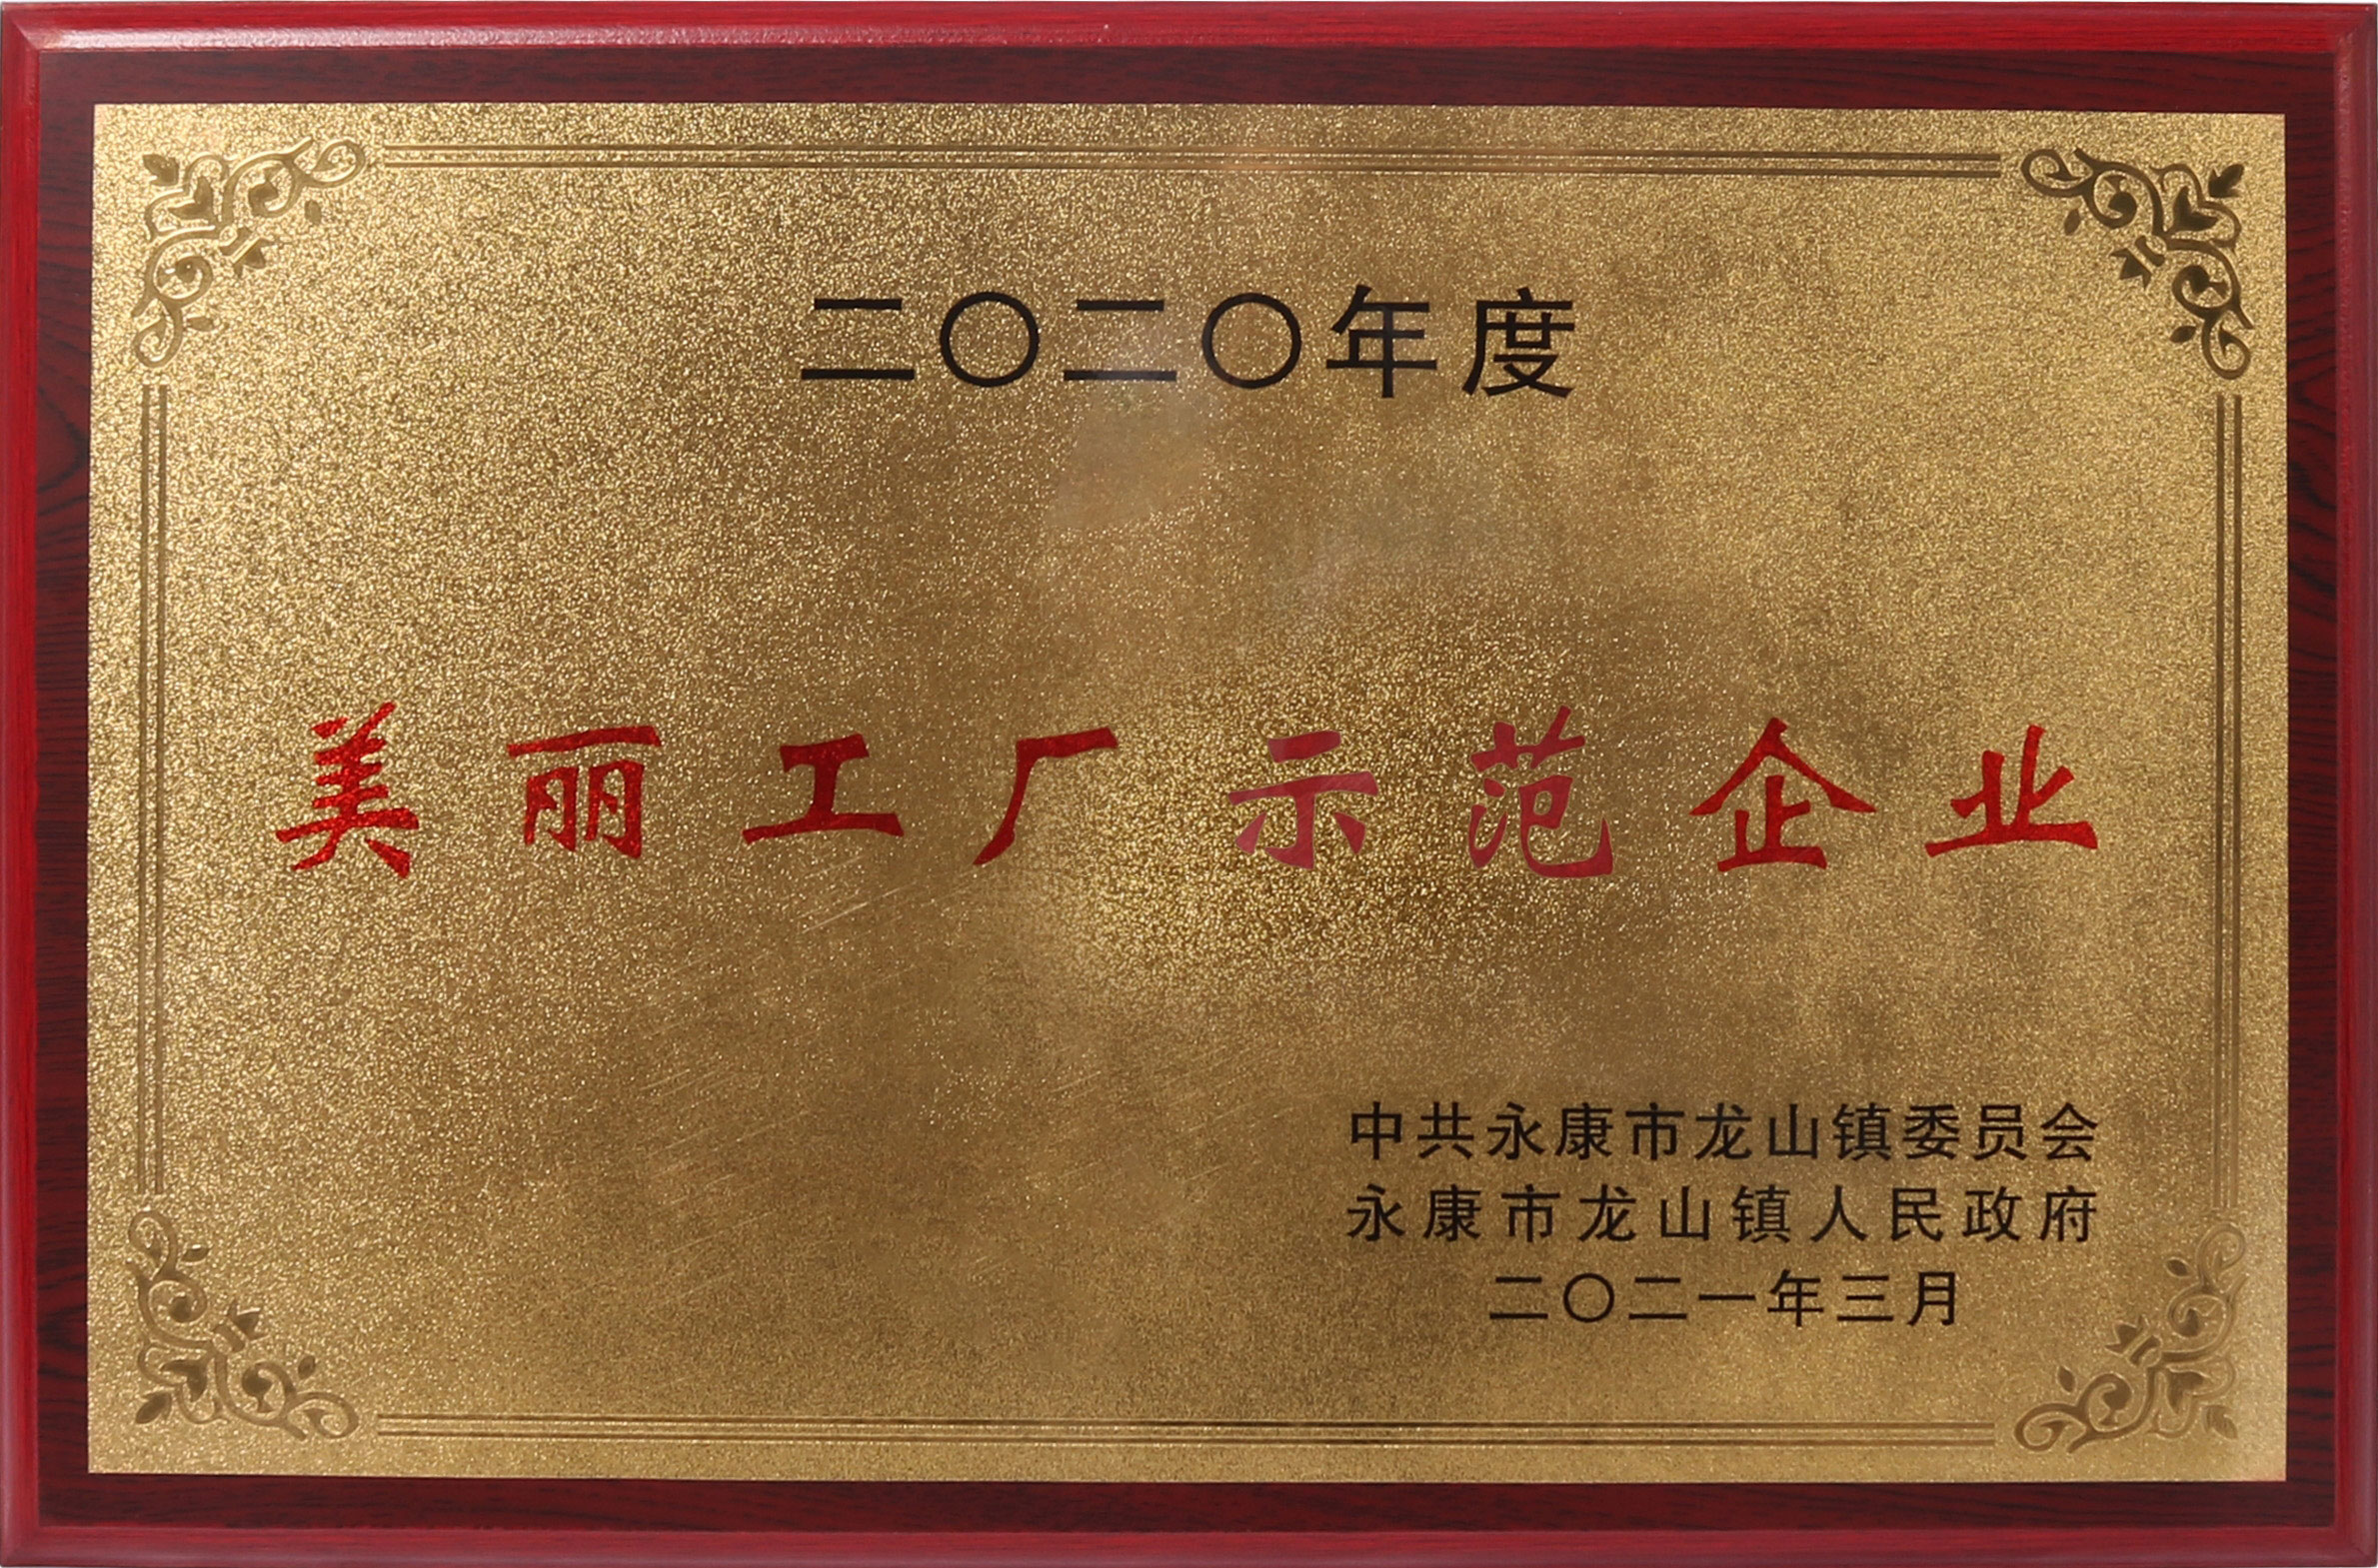 二〇二〇年度
美丽工厂示范企业
中共永康市龙山镇委员会
永康市龙山镇人民政府
二〇二一年三月